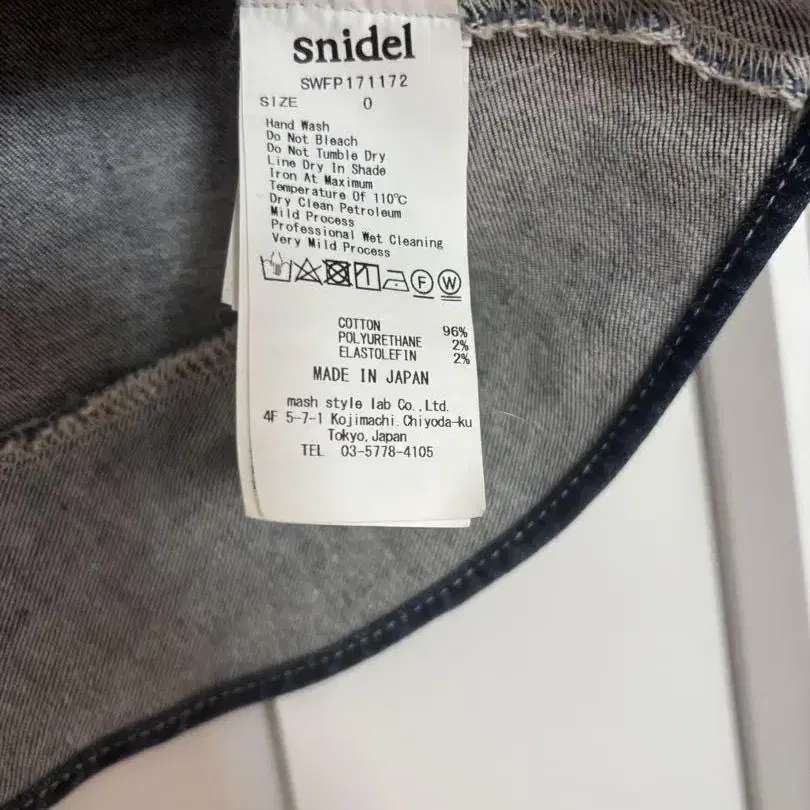 snidel
SWFP171172
SIZE 0
Hand Wash
Do Not Bleach
Do Not Tumble Dry
Line Dry In Shade
Iron At Maximum
Temperature Of 110℃
Dry Clean Petroleum
Mild Process
Professional Wet Cleaning
Very Mild Process
F W
COTTON 96%
POLYURETHANE 2%
ELASTOLEFIN 2%
MADE IN JAPAN
mash style lab Co.,Ltd.
4F 5-7-1 Kojimachi.Chiyoda-ku
Tokyo,Japan
TEL 03-5778-4105